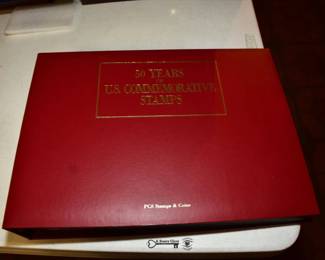 50 YEARS
OF
U.S. COMMEMORATIVE
STAMPS
PCS Stamps & Coins